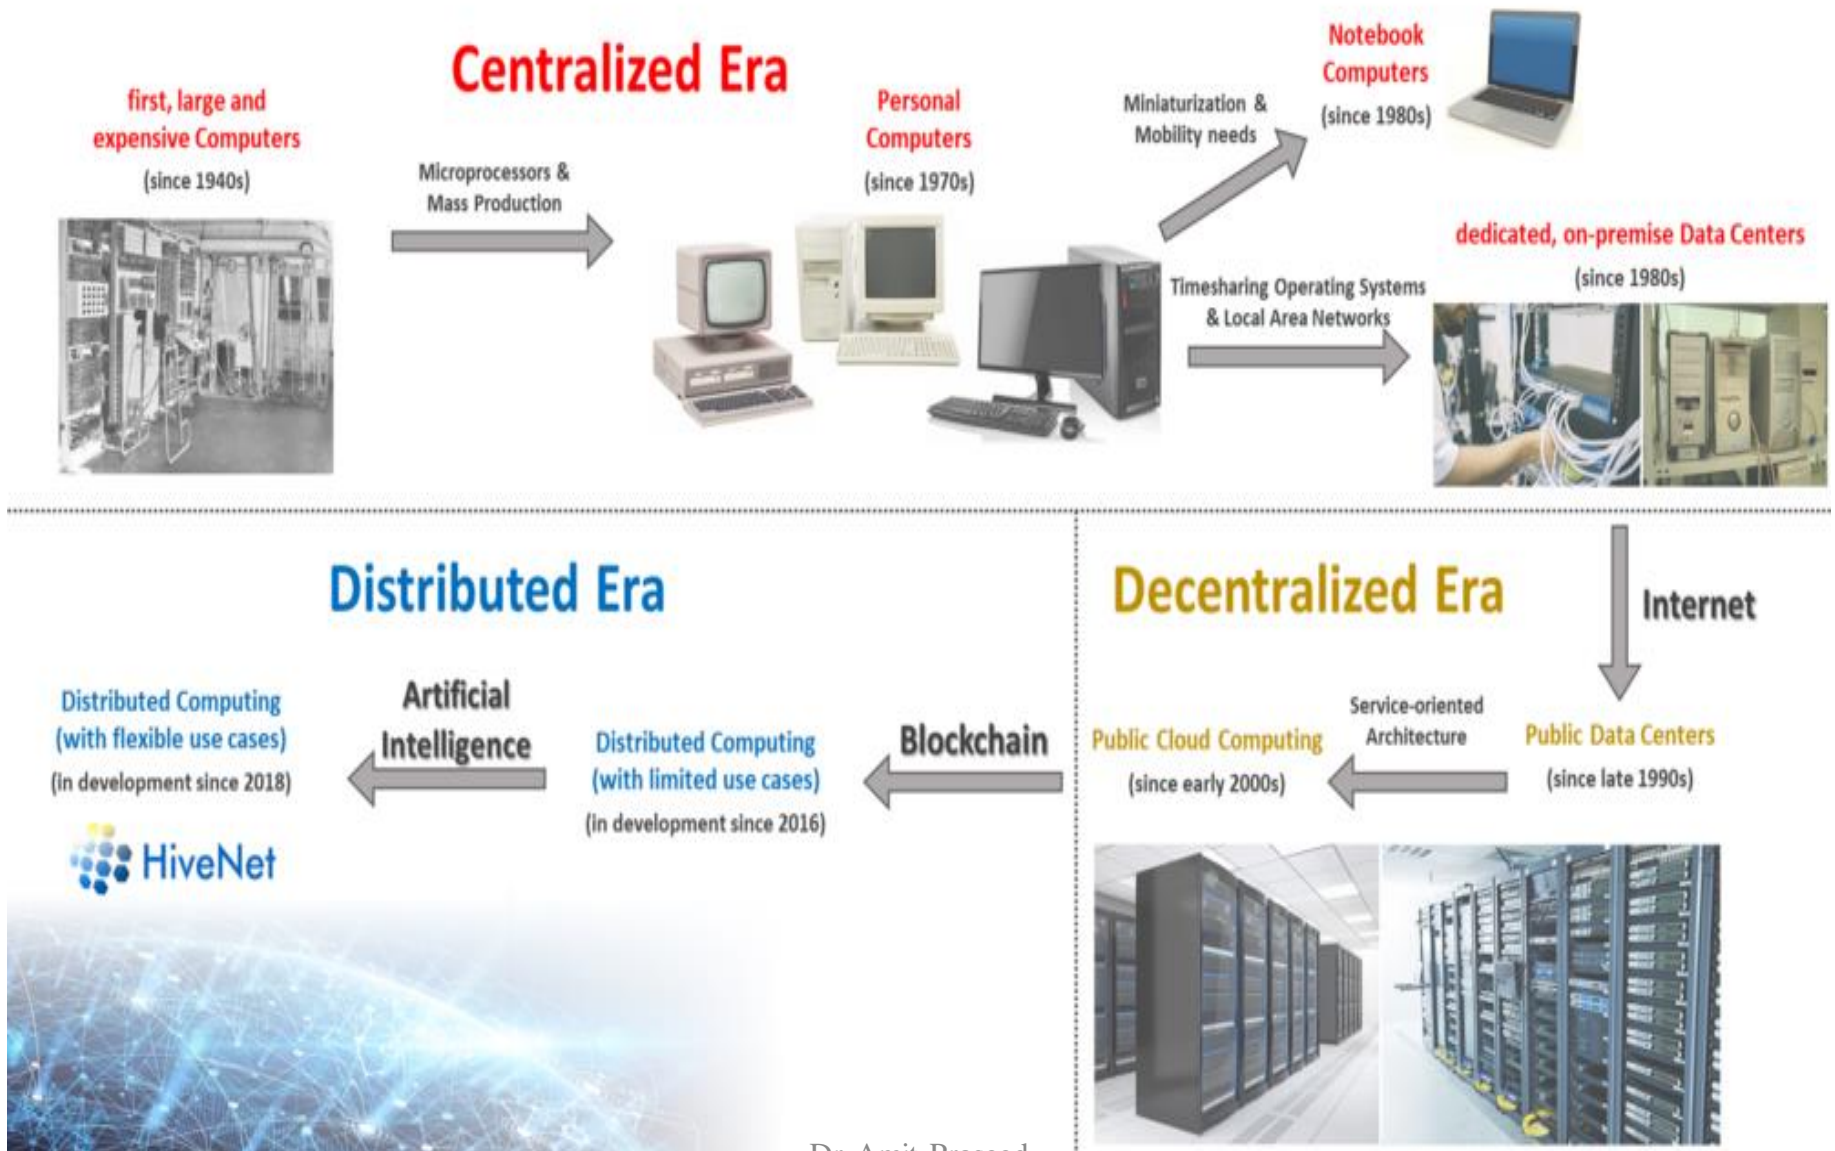 Centralized Era
first, large and
expensive Computers
(since 1940s)
Microprocessors &
Mass Production
Personal
Computers
(since 1970s)
Miniaturization &
Mobility needs
Notebook
Computers
(since 1980s)
Timesharing Operating Systems
& Local Area Networks
dedicated, on-premise Data Centers
(since 1980s)
Internet
Decentralized Era
Public Data Centers
(since late 1990s)
Service-oriented
Architecture
Public Cloud Computing
(since early 2000s)
Blockchain
Distributed Era
Distributed Computing
(with limited use cases)
(in development since 2016)
Artificial
Intelligence
Distributed Computing
(with flexible use cases)
(in development since 2018)
HiveNet
Dr. Amit Prasad